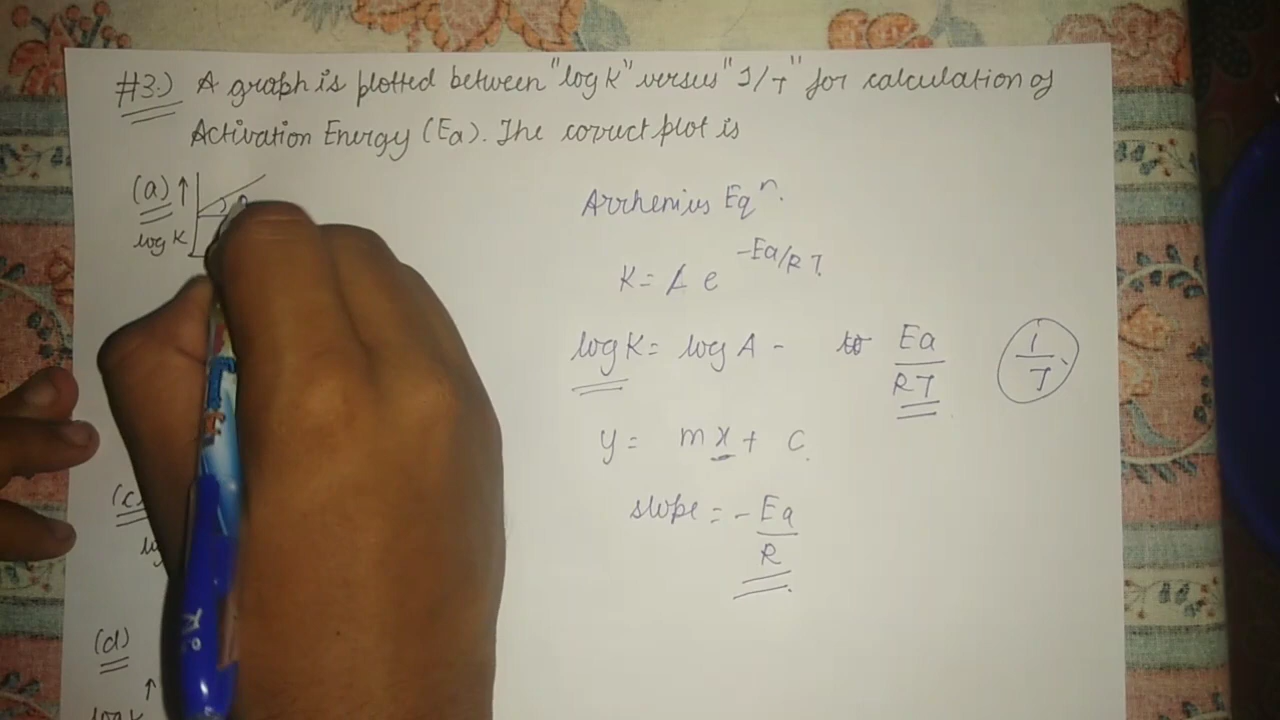 #3.) A graph is plotted between "log K" versus "1/T" for calculation of
Activation Energy (Ea). The correct plot is
(a) ↑
log K
Arrhenius Eqⁿ.
K = A e -Ea/RT
log K = log A - Ea/RT
1/T
y = mx + C.
slope = - Ea/R
(c)
(d)
↑
log K